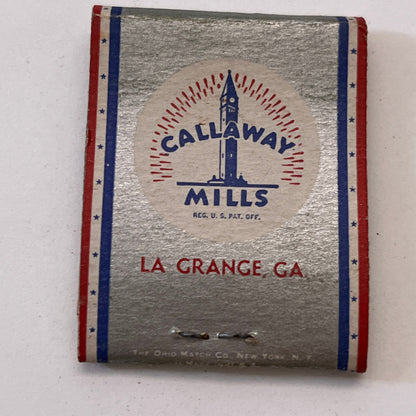 CALLAWAY
MILLS
REG. U. S. PAT. OFF.
LA GRANGE, GA
THE OHIO MATCH CO. NEW YORK, N. Y.